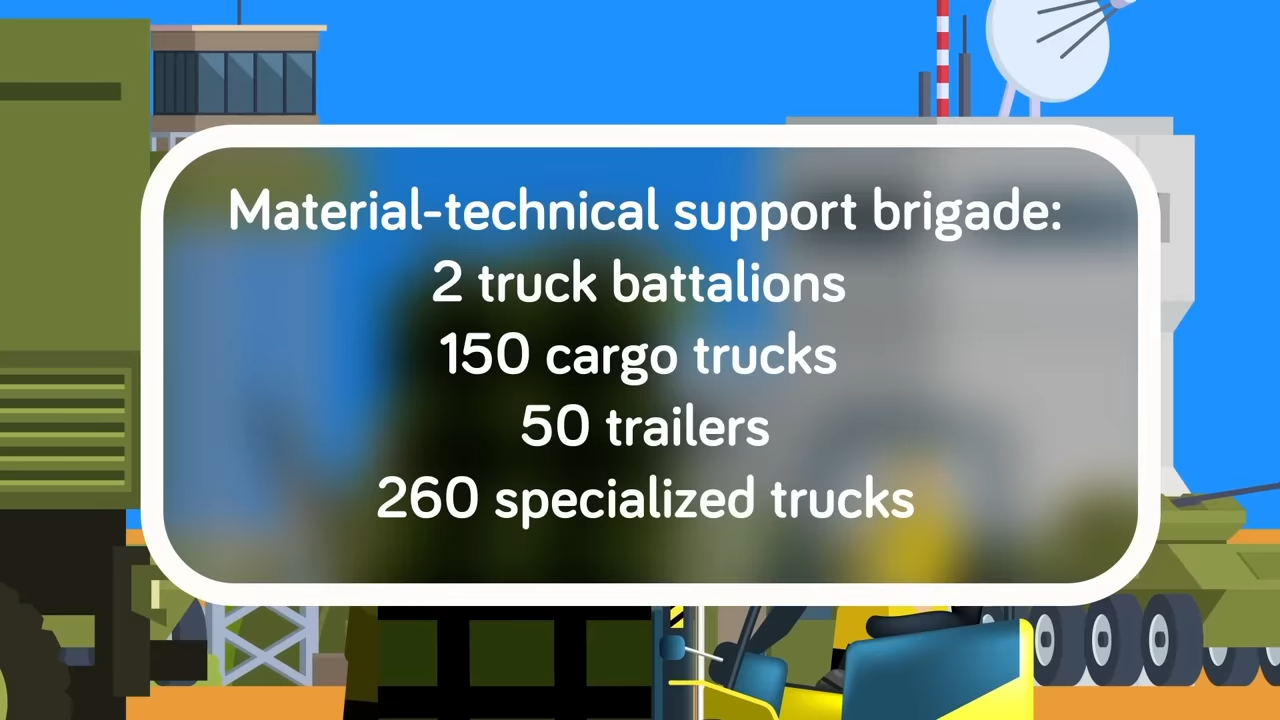 Material-technical support brigade:
2 truck battalions
150 cargo trucks
50 trailers
260 specialized trucks